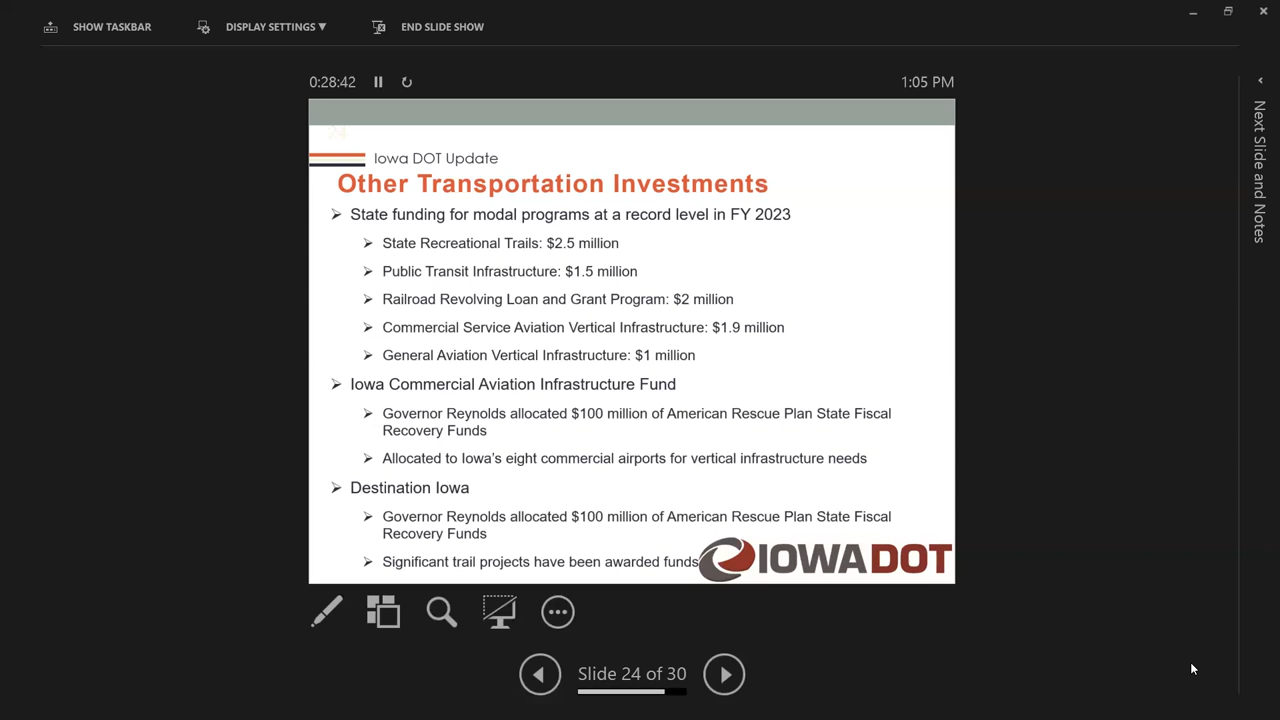 SHOW TASKBAR DISPLAY SETTINGS ▼ END SLIDE SHOW
0:28:42 1:05 PM
24
Iowa DOT Update
Other Transportation Investments
State funding for modal programs at a record level in FY 2023
State Recreational Trails: $2.5 million
Public Transit Infrastructure: $1.5 million
Railroad Revolving Loan and Grant Program: $2 million
Commercial Service Aviation Vertical Infrastructure: $1.9 million
General Aviation Vertical Infrastructure: $1 million
Iowa Commercial Aviation Infrastructure Fund
Governor Reynolds allocated $100 million of American Rescue Plan State Fiscal
Recovery Funds
Allocated to Iowa’s eight commercial airports for vertical infrastructure needs
Destination Iowa
Governor Reynolds allocated $100 million of American Rescue Plan State Fiscal
Recovery Funds
Significant trail projects have been awarded funds
IOWADOT
Slide 24 of 30
Next Slide and Notes